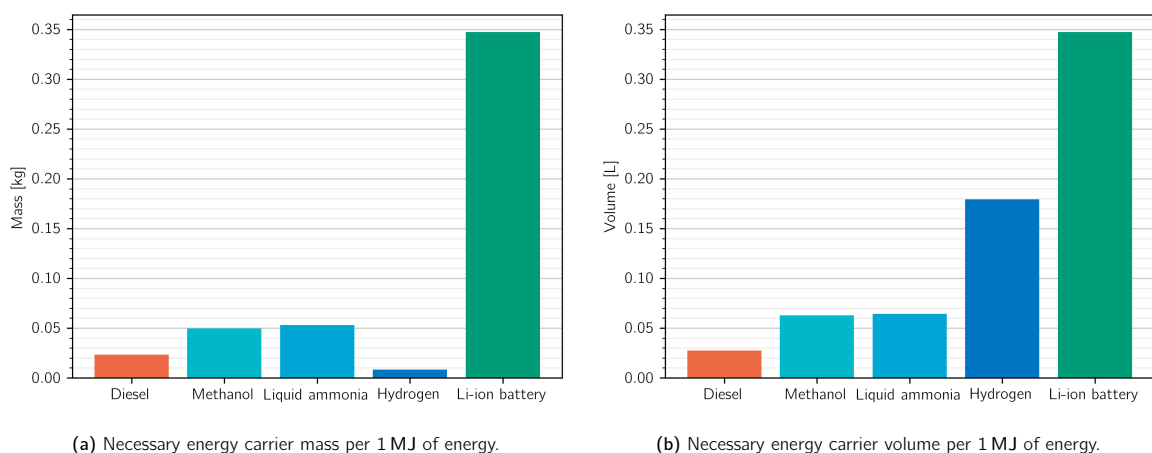 0.35
0.30
0.25
0.20
0.15
0.10
0.05
0.00
Mass [kg]
Diesel Methanol Liquid ammonia Hydrogen Li-ion battery
(a) Necessary energy carrier mass per 1 MJ of energy.
0.35
0.30
0.25
0.20
0.15
0.10
0.05
0.00
Volume [L]
Diesel Methanol Liquid ammonia Hydrogen Li-ion battery
(b) Necessary energy carrier volume per 1 MJ of energy.